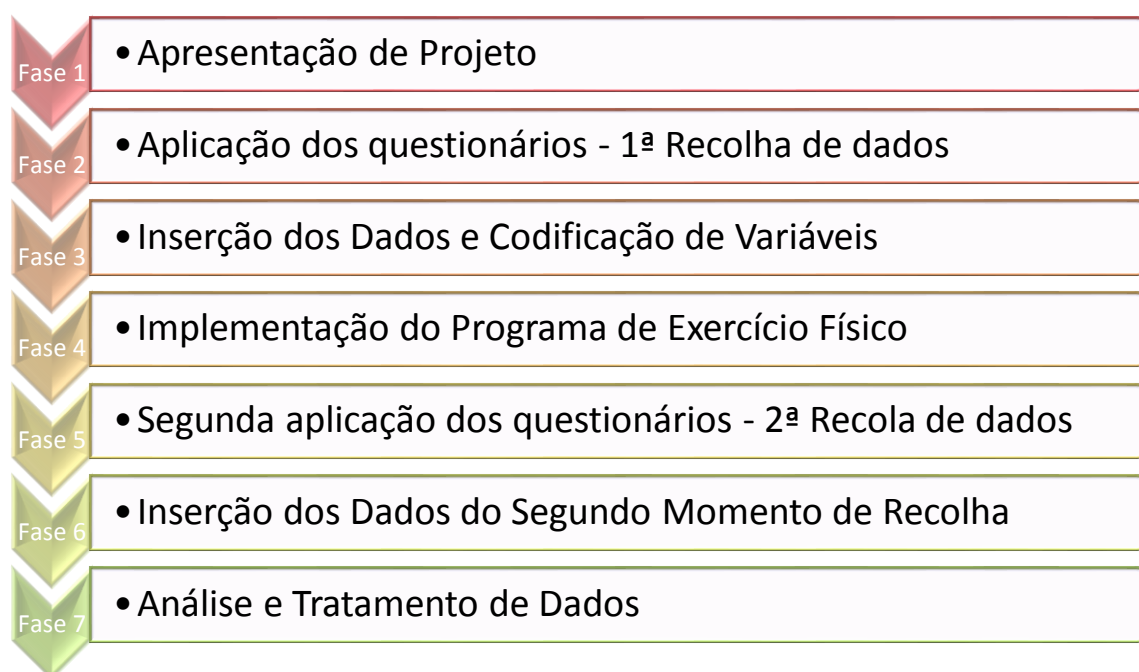 Fase 1
•Apresentação de Projeto
Fase 2
•Aplicação dos questionários - 1ª Recolha de dados
Fase 3
•Inserção dos Dados e Codificação de Variáveis
Fase 4
•Implementação do Programa de Exercício Físico
Fase 5
•Segunda aplicação dos questionários - 2ª Recola de dados
Fase 6
•Inserção dos Dados do Segundo Momento de Recolha
Fase 7
•Análise e Tratamento de Dados